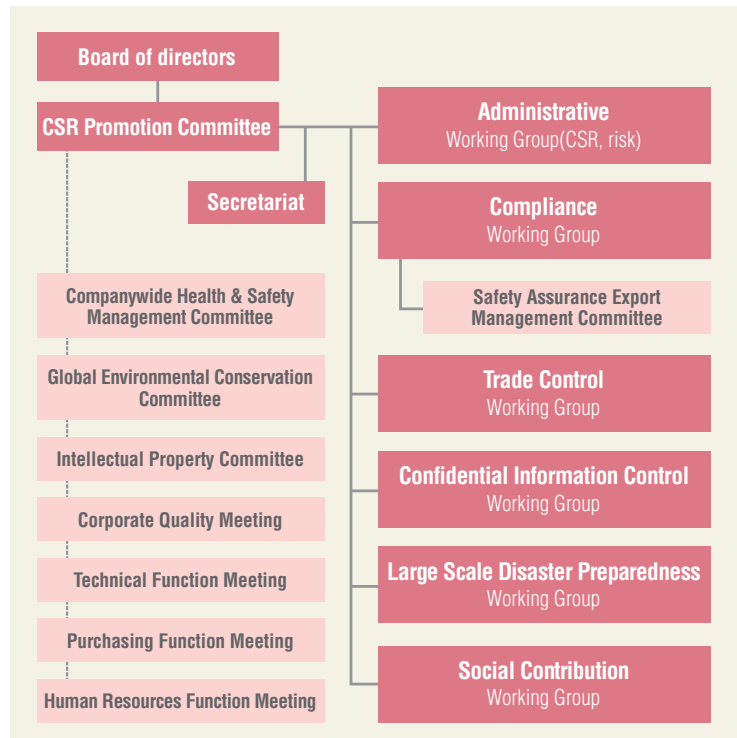 Board of directors
CSR Promotion Committee
Secretariat
Companywide Health & Safety
Management Committee
Global Environmental Conservation
Committee
Intellectual Property Committee
Corporate Quality Meeting
Technical Function Meeting
Purchasing Function Meeting
Human Resources Function Meeting
Administrative
Working Group(CSR, risk)
Compliance
Working Group
Safety Assurance Export
Management Committee
Trade Control
Working Group
Confidential Information Control
Working Group
Large Scale Disaster Preparedness
Working Group
Social Contribution
Working Group